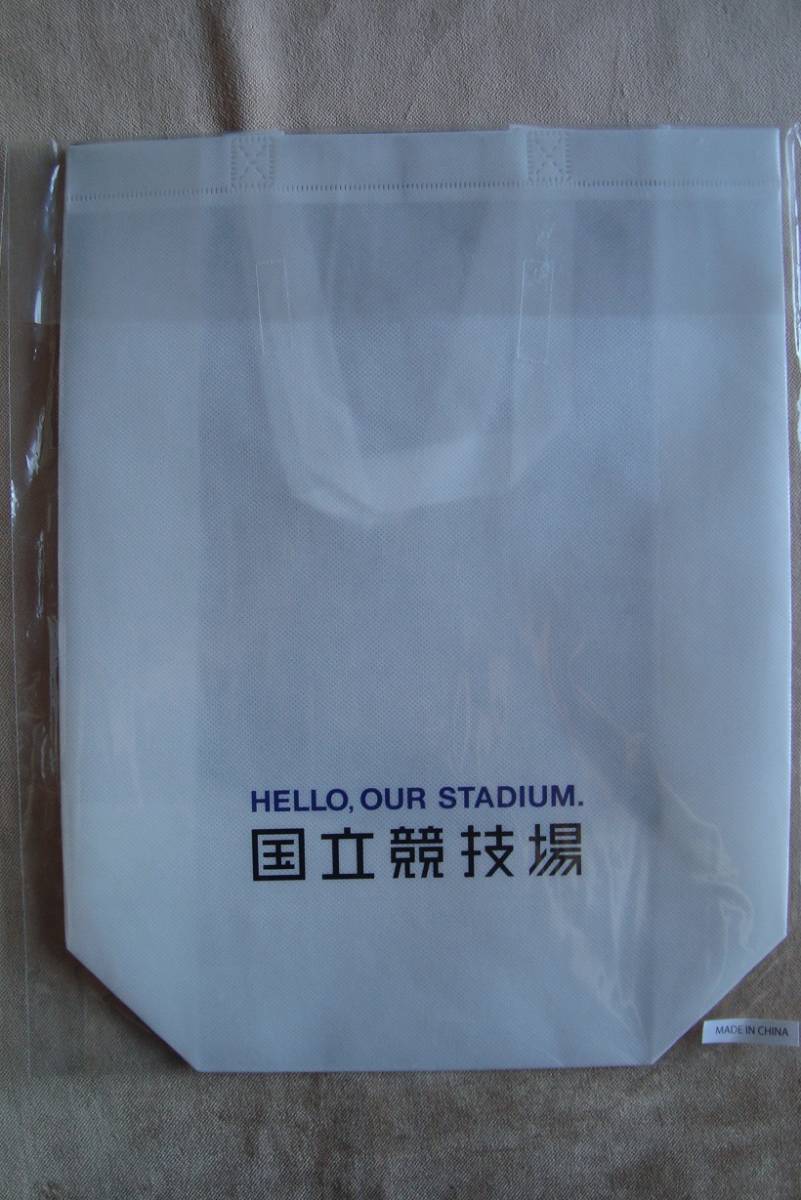 HELLO, OUR STADIUM.
国立競技場
MADE IN CHINA